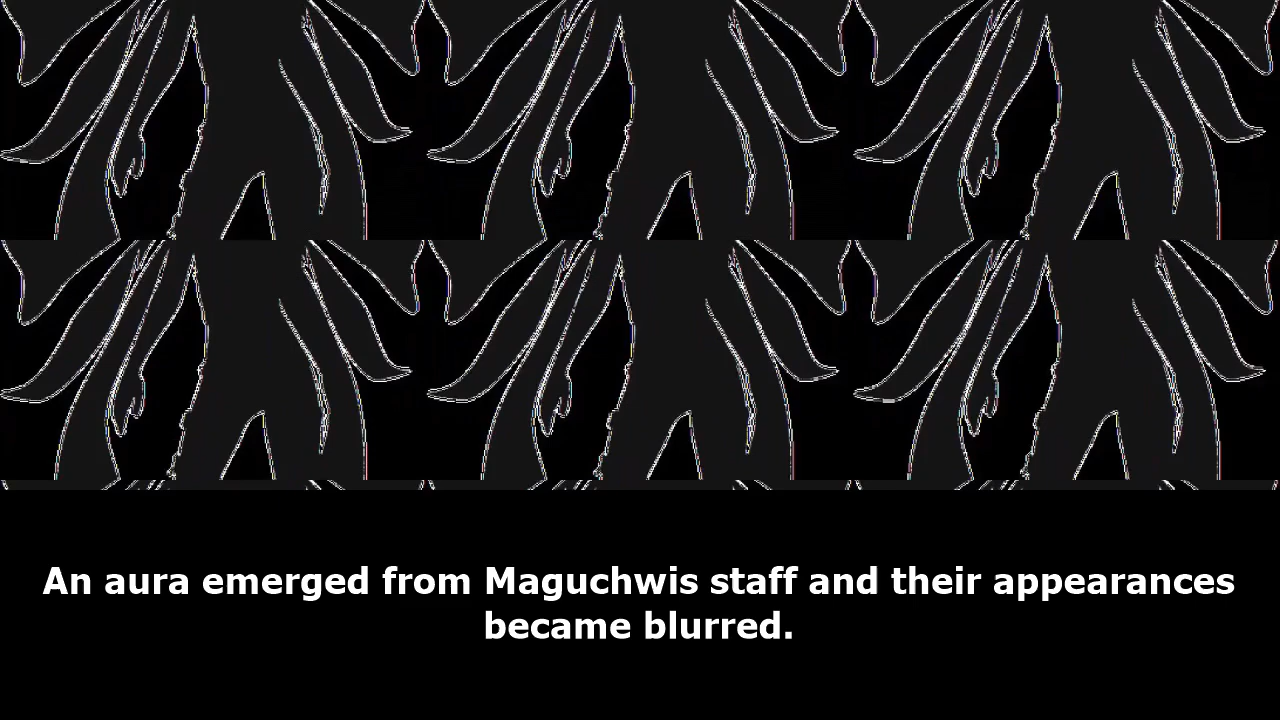 An aura emerged from Maguchwis staff and their appearances
became blurred.